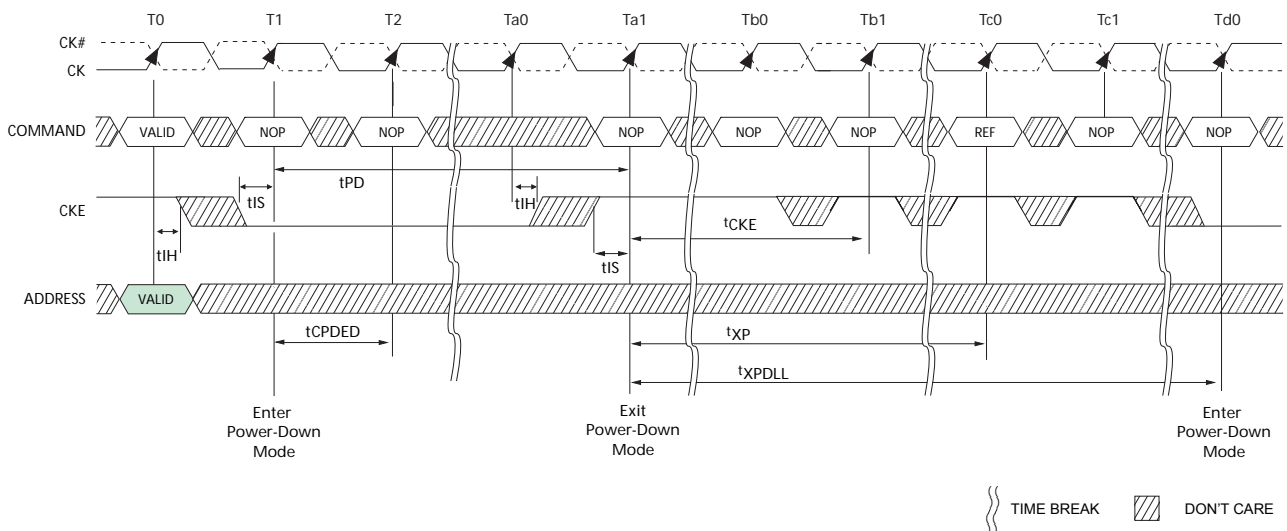 T0 T1 T2 Ta0 Ta1 Tb0 Tb1 Tc0 Tc1 Td0
CK#
CK
COMMAND VALID NOP NOP NOP NOP NOP REF NOP NOP
tPD
tIS tIH
CKE
tCKE
tIH tIS
ADDRESS VALID
tCPDED tXP
tXPDLL
Enter Exit Enter
Power-Down Power-Down Power-Down
Mode Mode Mode
TIME BREAK DON'T CARE